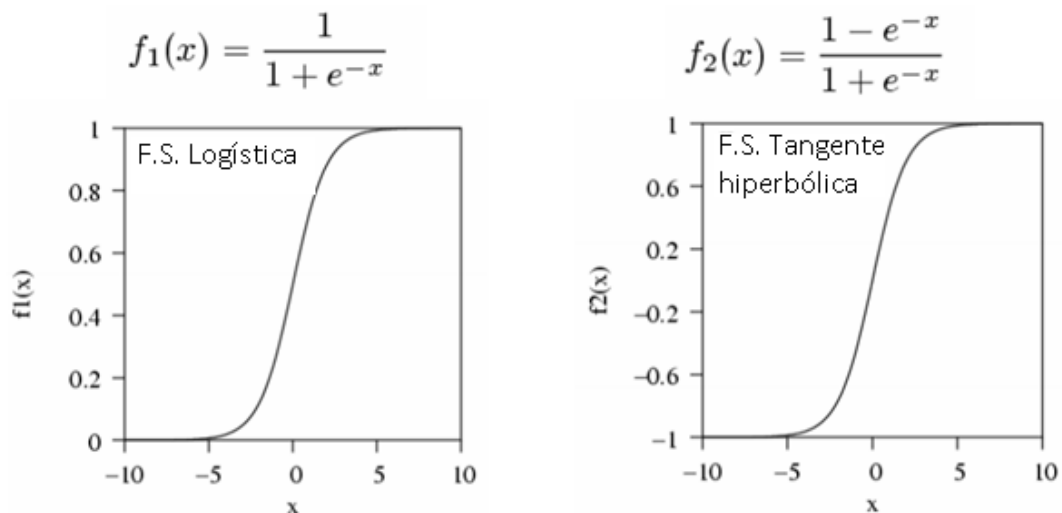 f₁(x) = 1 / (1 + e⁻ˣ)
F.S. Logística
1
0.8
0.6
0.4
0.2
0
f1(x)
−10 −5 0 5 10
x
f₂(x) = (1 − e⁻ˣ) / (1 + e⁻ˣ)
F.S. Tangente
hiperbólica
1
0.6
0.2
−0.2
−0.6
−1
f2(x)
−10 −5 0 5 10
x